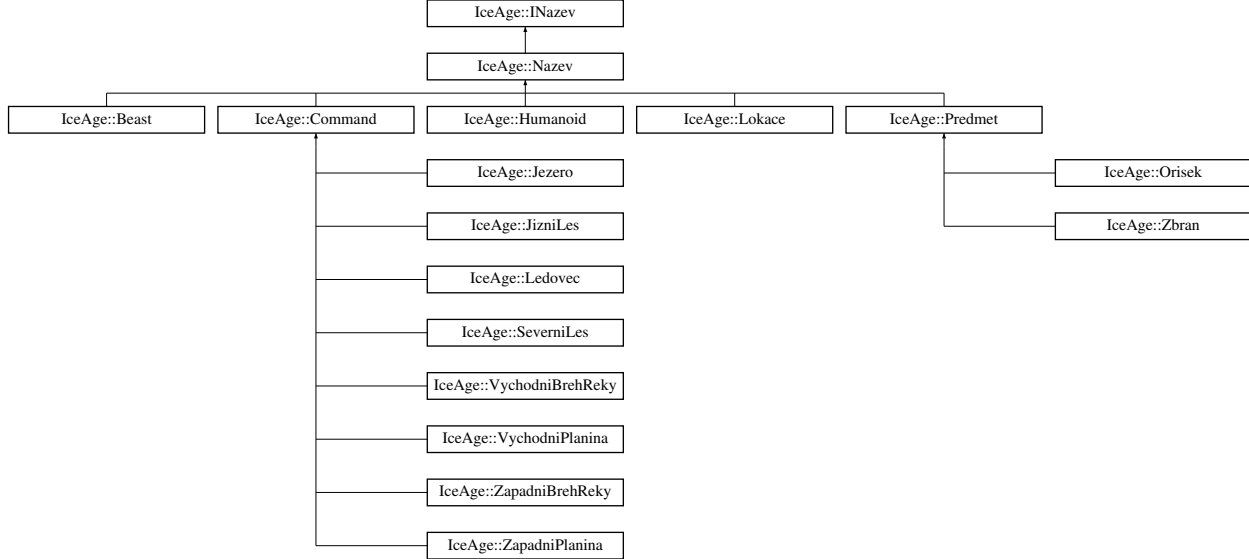 IceAge::INazev
IceAge::Nazev
IceAge::Beast
IceAge::Command
IceAge::Humanoid
IceAge::Lokace
IceAge::Predmet
IceAge::Jezero
IceAge::Orisek
IceAge::JizniLes
IceAge::Zbran
IceAge::Ledovec
IceAge::SeverniLes
IceAge::VychodniBrehReky
IceAge::VychodniPlanina
IceAge::ZapadniBrehReky
IceAge::ZapadniPlanina